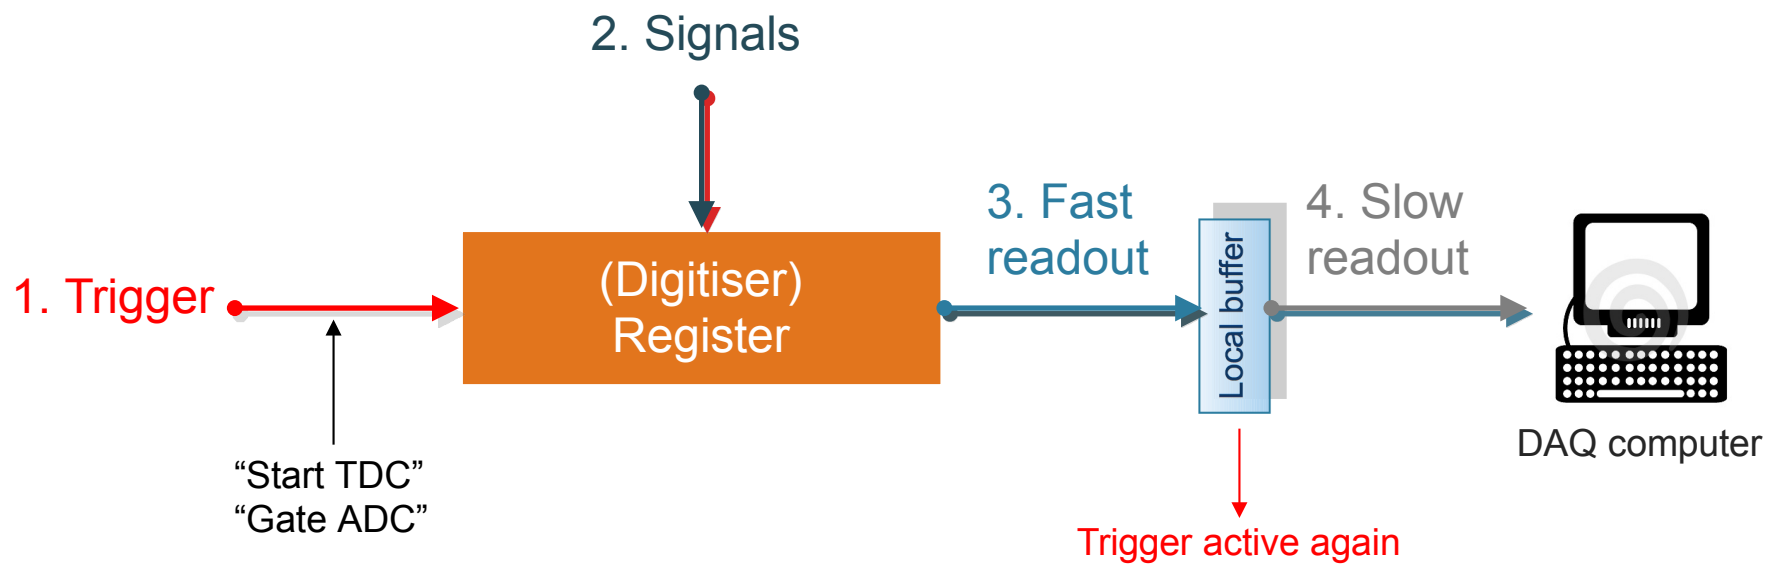 2. Signals
1. Trigger
(Digitiser)
Register
3. Fast
readout
Local buffer
4. Slow
readout
“Start TDC”
“Gate ADC”
DAQ computer
Trigger active again